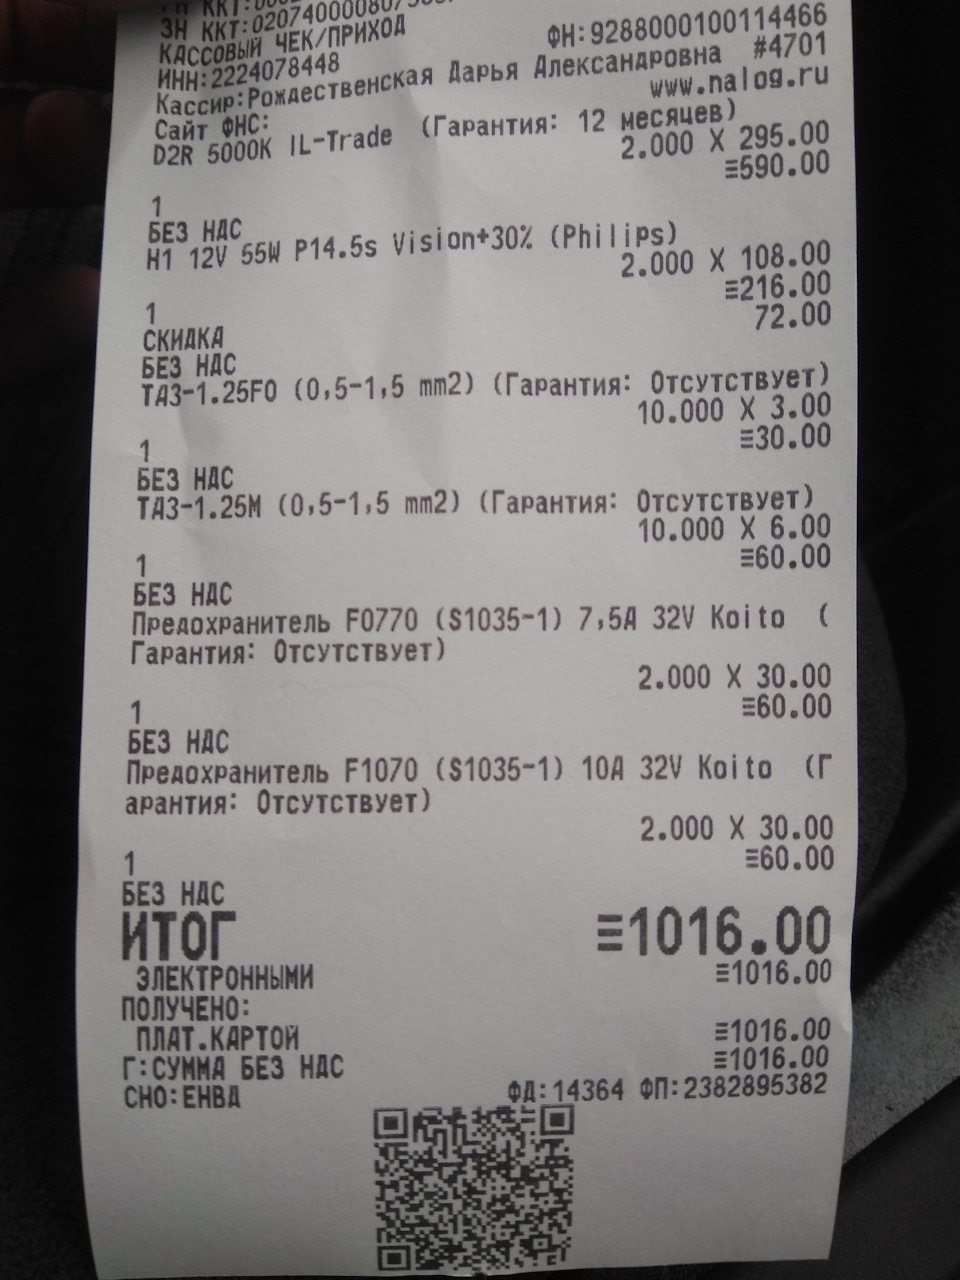 ЗН ККТ:0207400080
КАССОВЫЙ ЧЕК/ПРИХОД ФН:9288000100114466
ИНН:2224078448 #4701
Кассир:Рождественская Дарья Александровна
Сайт ФНС: www.nalog.ru
D2R 5000K IL-Trade (Гарантия: 12 месяцев)
2.000 X 295.00
≡590.00
1
БЕЗ НДС
H1 12V 55W P14.5s Vision+30% (Philips)
2.000 X 108.00
≡216.00
1
СКИДКА 72.00
БЕЗ НДС
ТАЗ-1.25FO (0,5-1,5 mm2) (Гарантия: Отсутствует)
10.000 X 3.00
≡30.00
1
БЕЗ НДС
ТАЗ-1.25М (0,5-1,5 mm2) (Гарантия: Отсутствует)
10.000 X 6.00
≡60.00
1
БЕЗ НДС
Предохранитель F0770 (S1035-1) 7,5A 32V Koito (
Гарантия: Отсутствует)
2.000 X 30.00
≡60.00
1
БЕЗ НДС
Предохранитель F1070 (S1035-1) 10A 32V Koito (Г
арантия: Отсутствует)
2.000 X 30.00
≡60.00
1
БЕЗ НДС
ИТОГ ≡1016.00
ЭЛЕКТРОННЫМИ ≡1016.00
ПОЛУЧЕНО:
ПЛАТ.КАРТОЙ ≡1016.00
Г:СУММА БЕЗ НДС ≡1016.00
СНО:ЕНВД ФД:14364 ФП:2382895382